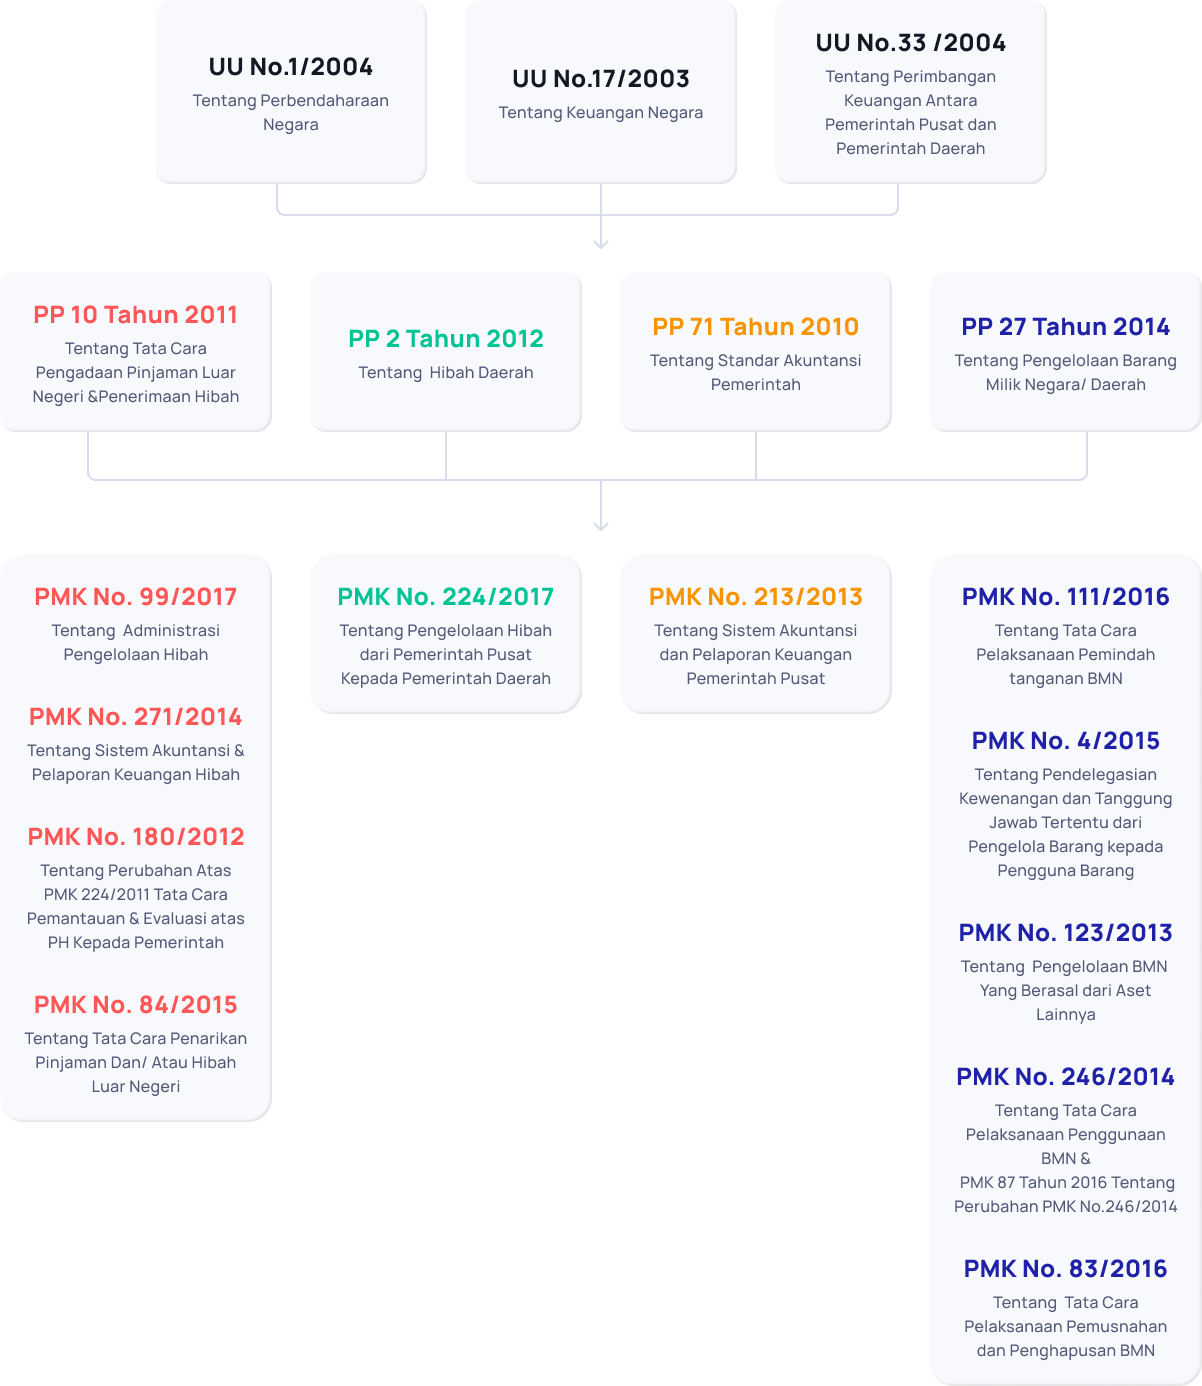 UU No.1/2004
Tentang Perbendaharaan
Negara
UU No.17/2003
Tentang Keuangan Negara
UU No.33 /2004
Tentang Perimbangan
Keuangan Antara
Pemerintah Pusat dan
Pemerintah Daerah
PP 10 Tahun 2011
Tentang Tata Cara
Pengadaan Pinjaman Luar
Negeri &Penerimaan Hibah
PP 2 Tahun 2012
Tentang  Hibah Daerah
PP 71 Tahun 2010
Tentang Standar Akuntansi
Pemerintah
PP 27 Tahun 2014
Tentang Pengelolaan Barang
Milik Negara/ Daerah
PMK No. 99/2017
Tentang  Administrasi
Pengelolaan Hibah
PMK No. 271/2014
Tentang Sistem Akuntansi &
Pelaporan Keuangan Hibah
PMK No. 180/2012
Tentang Perubahan Atas
PMK 224/2011 Tata Cara
Pemantauan & Evaluasi atas
PH Kepada Pemerintah
PMK No. 84/2015
Tentang Tata Cara Penarikan
Pinjaman Dan/ Atau Hibah
Luar Negeri
PMK No. 224/2017
Tentang Pengelolaan Hibah
dari Pemerintah Pusat
Kepada Pemerintah Daerah
PMK No. 213/2013
Tentang Sistem Akuntansi
dan Pelaporan Keuangan
Pemerintah Pusat
PMK No. 111/2016
Tentang Tata Cara
Pelaksanaan Pemindah
tanganan BMN
PMK No. 4/2015
Tentang Pendelegasian
Kewenangan dan Tanggung
Jawab Tertentu dari
Pengelola Barang kepada
Pengguna Barang
PMK No. 123/2013
Tentang  Pengelolaan BMN
Yang Berasal dari Aset
Lainnya
PMK No. 246/2014
Tentang Tata Cara
Pelaksanaan Penggunaan
BMN &
PMK 87 Tahun 2016 Tentang
Perubahan PMK No.246/2014
PMK No. 83/2016
Tentang  Tata Cara
Pelaksanaan Pemusnahan
dan Penghapusan BMN